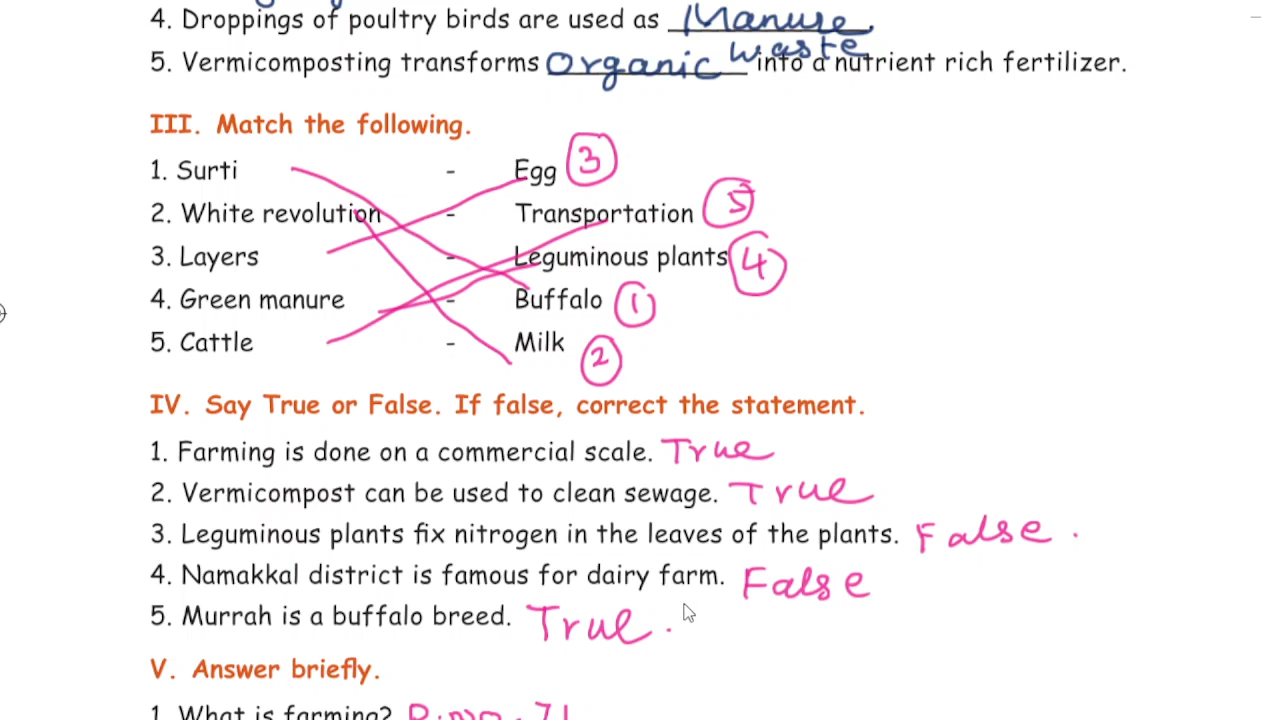 4. Droppings of poultry birds are used as Manure
5. Vermicomposting transforms Organic waste into a nutrient rich fertilizer.
III. Match the following.
1. Surti - Egg 3
2. White revolution - Transportation 5
3. Layers - Leguminous plants 4
4. Green manure - Buffalo 1
5. Cattle - Milk 2
IV. Say True or False. If false, correct the statement.
1. Farming is done on a commercial scale. True
2. Vermicompost can be used to clean sewage. True
3. Leguminous plants fix nitrogen in the leaves of the plants. False.
4. Namakkal district is famous for dairy farm. False
5. Murrah is a buffalo breed. True.
V. Answer briefly.
1. What is farming?